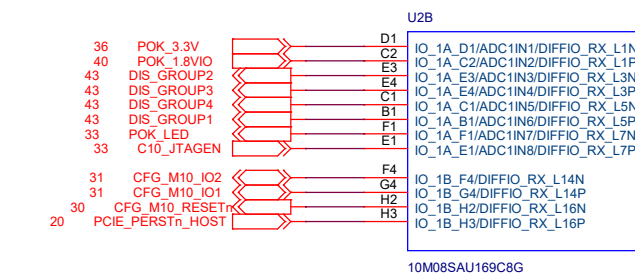 U2B
36 POK_3.3V D1 IO_1A_D1/ADC1IN1/DIFFIO_RX_L1N
40 POK_1.8VIO C2 IO_1A_C2/ADC1IN2/DIFFIO_RX_L1P
43 DIS_GROUP2 E3 IO_1A_E3/ADC1IN3/DIFFIO_RX_L3N
43 DIS_GROUP3 E4 IO_1A_E4/ADC1IN4/DIFFIO_RX_L3P
43 DIS_GROUP4 C1 IO_1A_C1/ADC1IN5/DIFFIO_RX_L5N
43 DIS_GROUP1 B1 IO_1A_B1/ADC1IN6/DIFFIO_RX_L5P
33 POK_LED F1 IO_1A_F1/ADC1IN7/DIFFIO_RX_L7N
33 C10_JTAGEN E1 IO_1A_E1/ADC1IN8/DIFFIO_RX_L7P
31 CFG_M10_IO2 F4 IO_1B_F4/DIFFIO_RX_L14N
31 CFG_M10_IO1 G4 IO_1B_G4/DIFFIO_RX_L14P
30 CFG_M10_RESETn H2 IO_1B_H2/DIFFIO_RX_L16N
20 PCIE_PERSTn_HOST H3 IO_1B_H3/DIFFIO_RX_L16P
10M08SAU169C8G